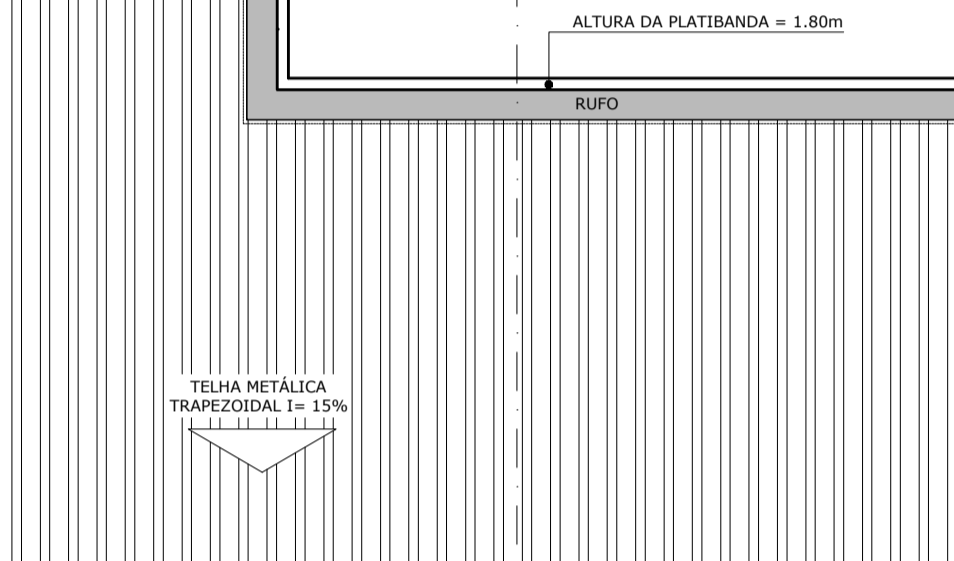 ALTURA DA PLATIBANDA = 1.80m
RUFO
TELHA METÁLICA
TRAPEZOIDAL I= 15%